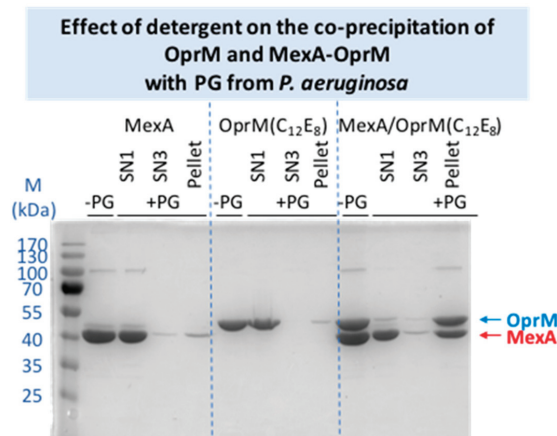 Effect of detergent on the co-precipitation of
OprM and MexA-OprM
with PG from P. aeruginosa
MexA OprM(C12E8) MexA/OprM(C12E8)
SN1 SN3 Pellet SN1 SN3 Pellet SN1 SN3 Pellet
M
(kDa)
-PG +PG -PG +PG -PG +PG
170
130
100
70
55
40
35
25
OprM
MexA